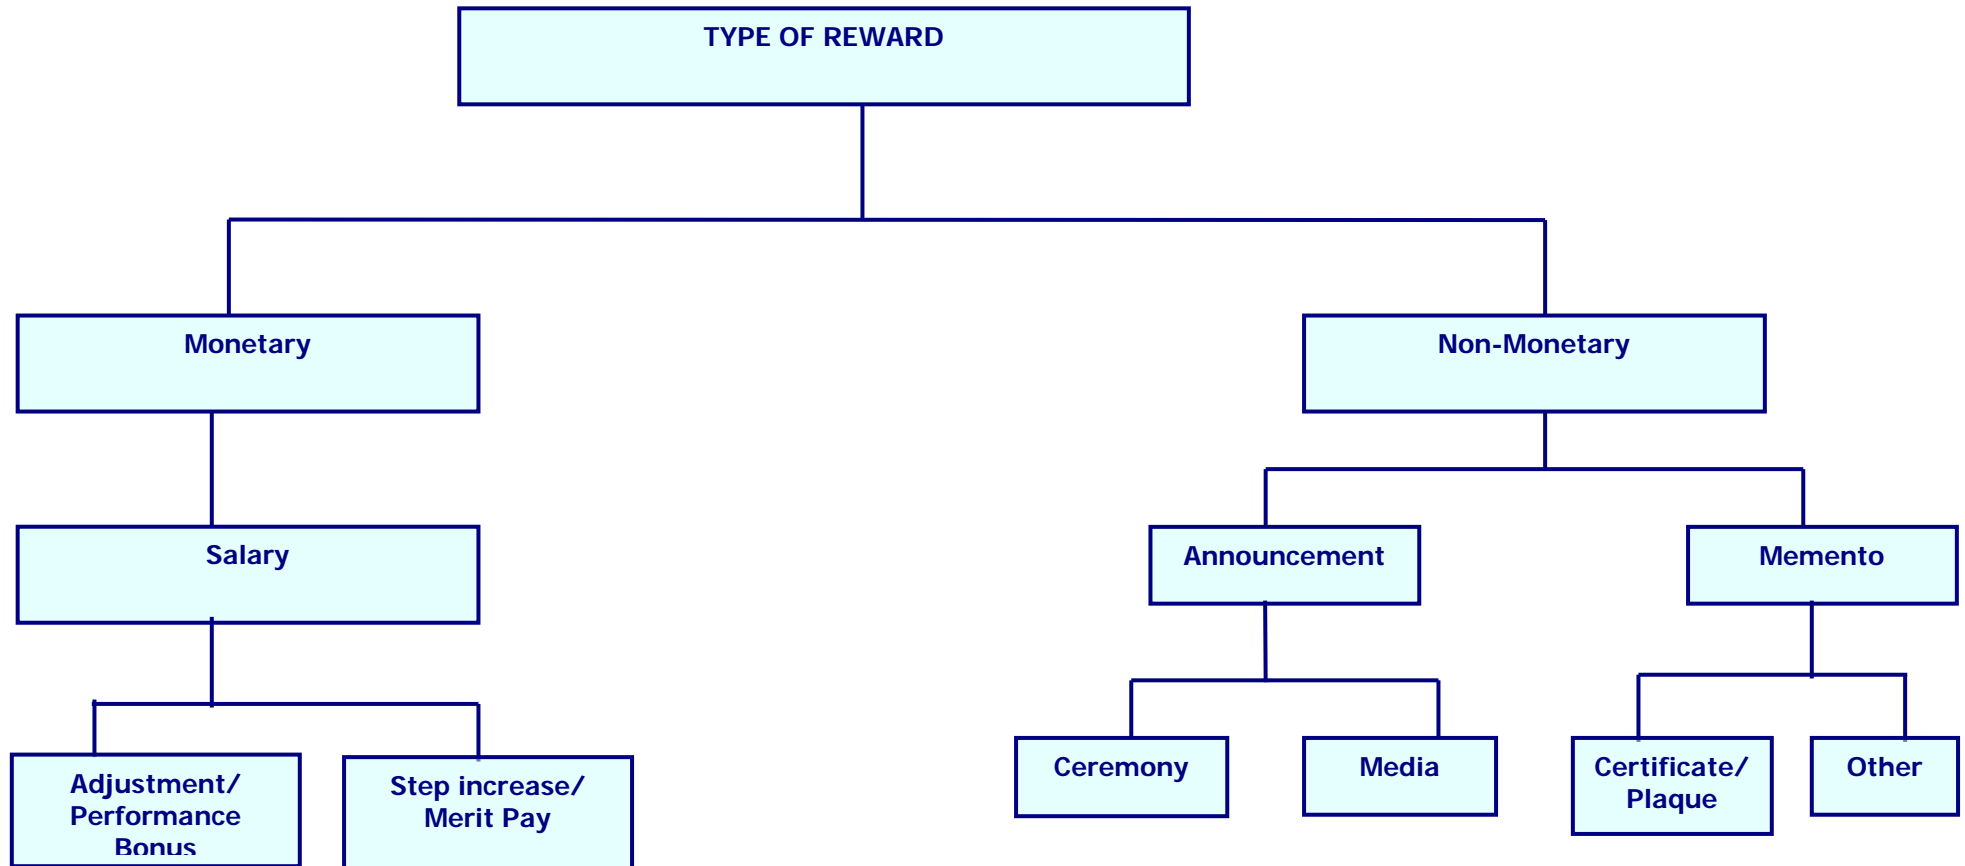 TYPE OF REWARD
Monetary
Non-Monetary
Salary
Announcement
Memento
Adjustment/
Performance
Bonus
Step increase/
Merit Pay
Ceremony
Media
Certificate/
Plaque
Other